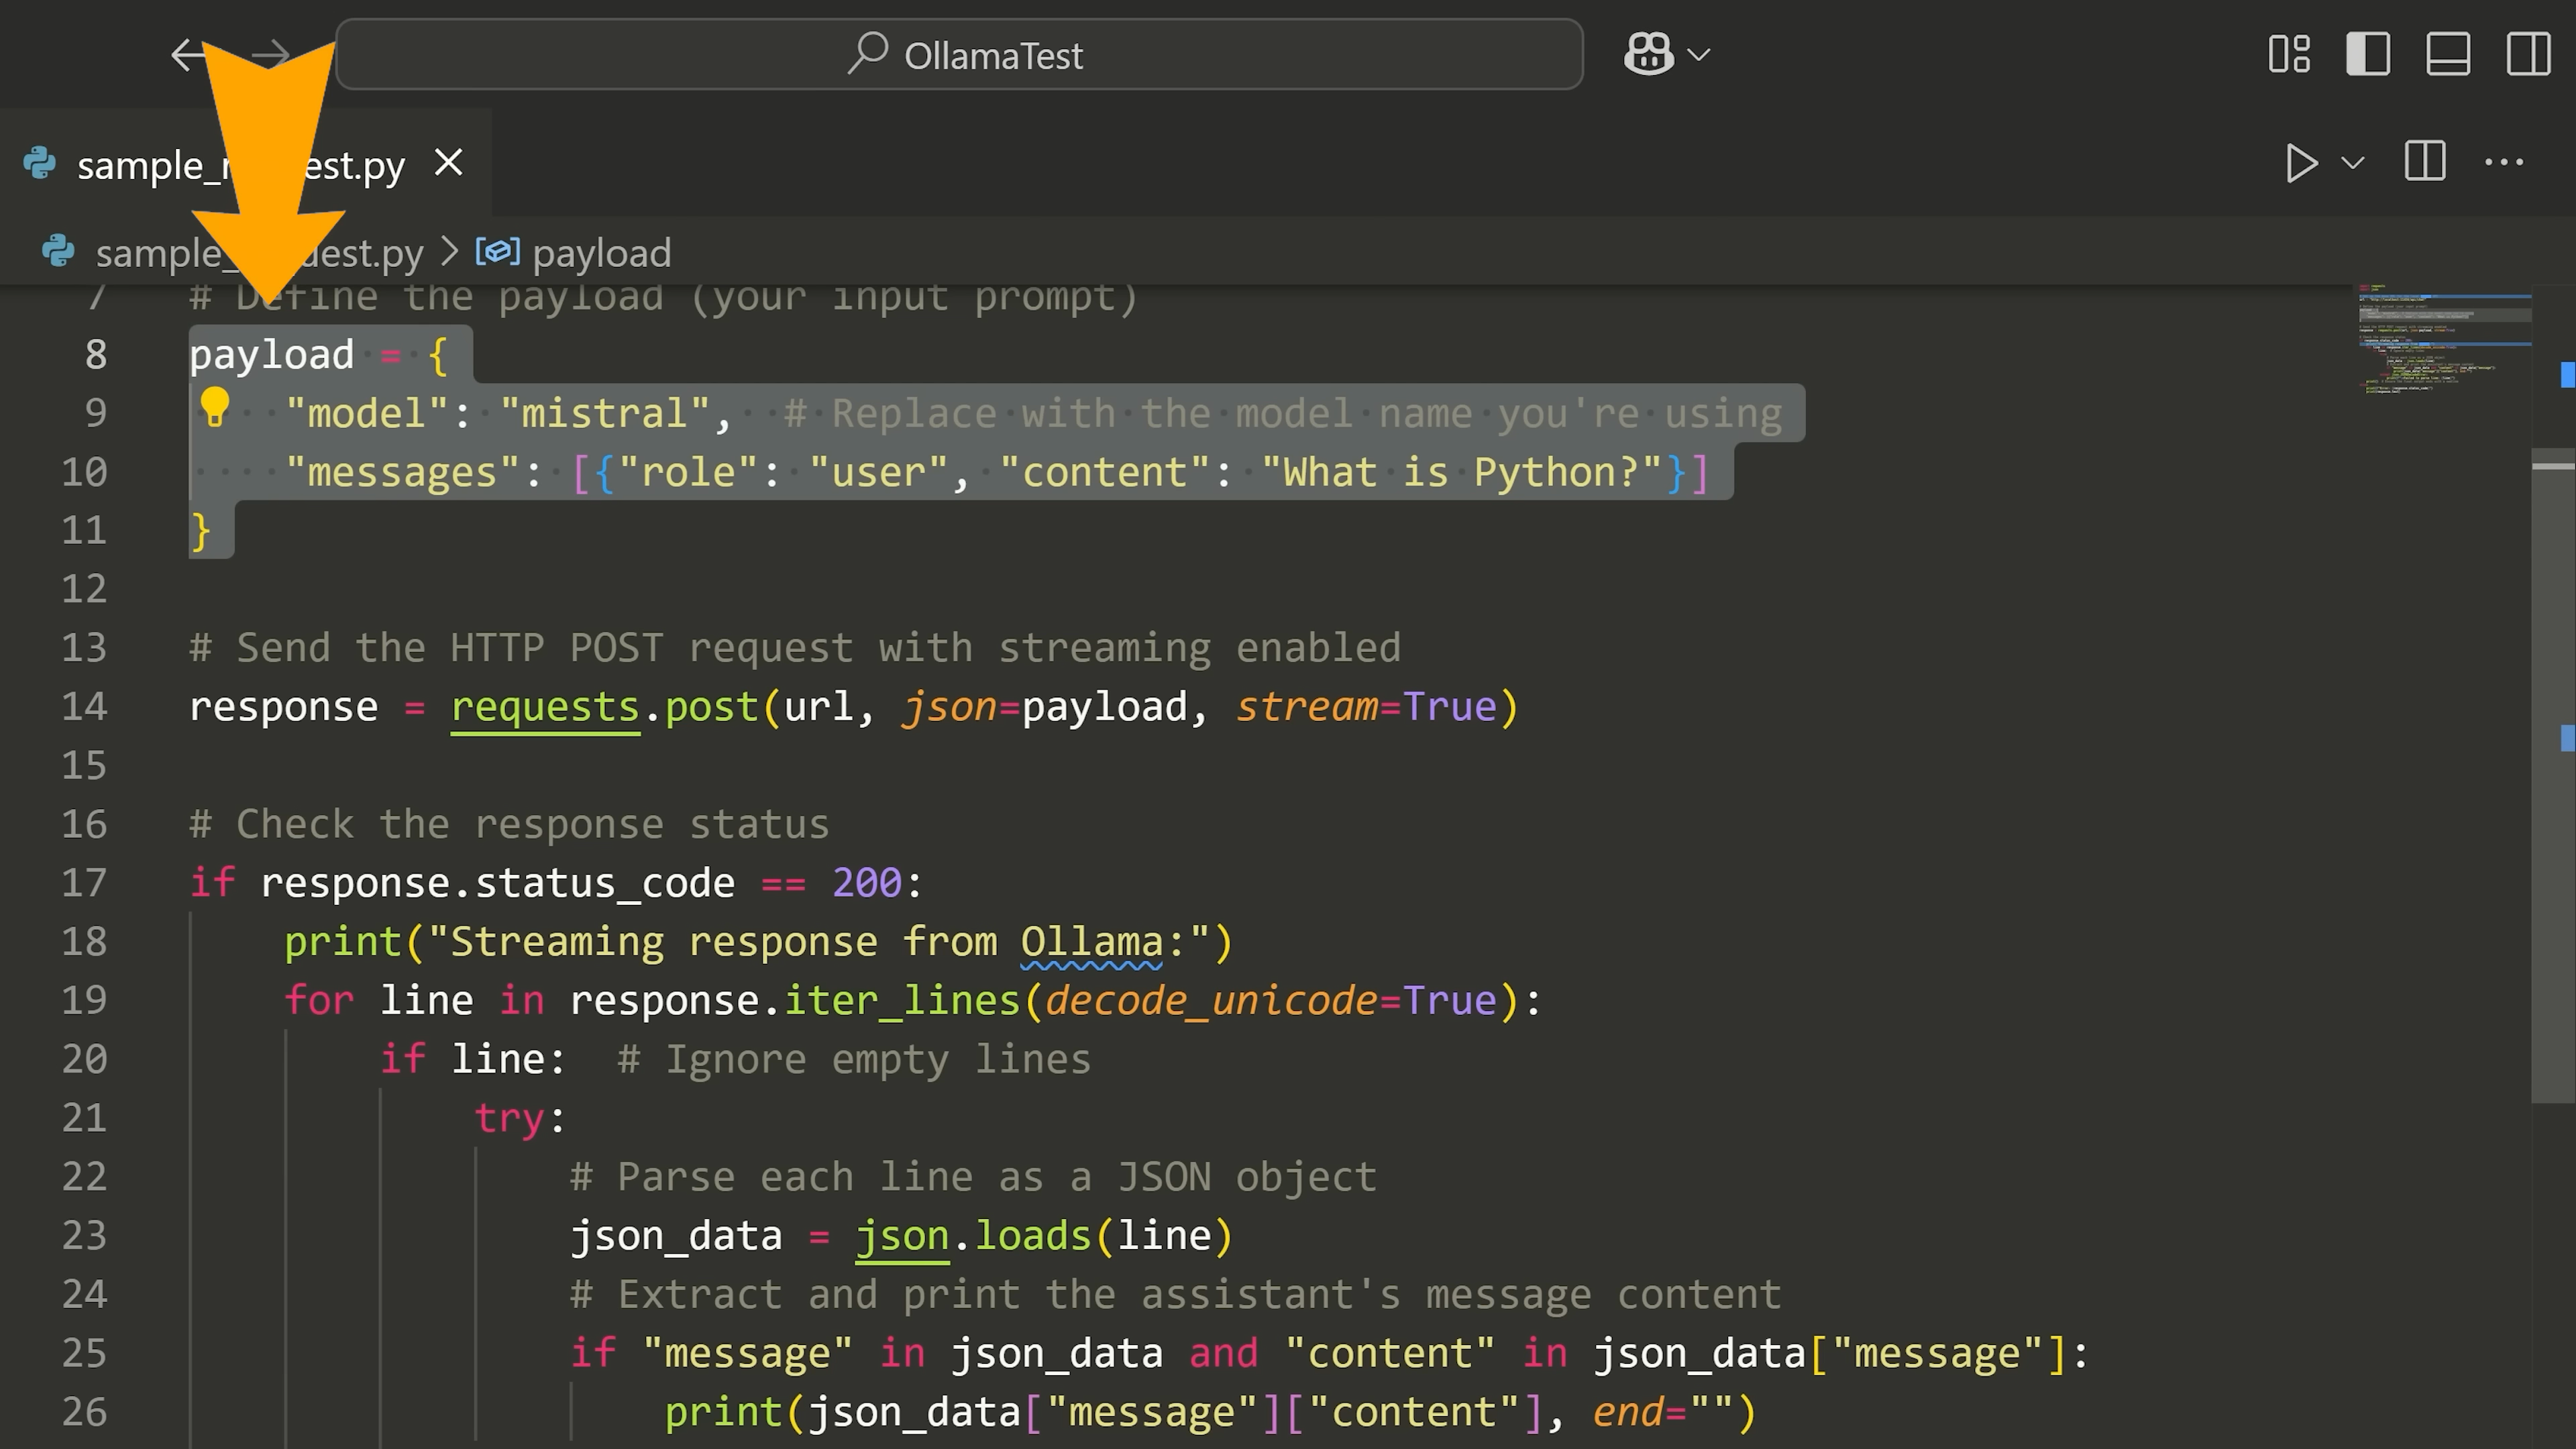 OllamaTest
sample_ est.py
sample_ uest.py > payload
7 # Define the payload (your input prompt)
8 payload = {
9 "model": "mistral", # Replace with the model name you're using
10 "messages": [{"role": "user", "content": "What is Python?"}]
11 }
12
13 # Send the HTTP POST request with streaming enabled
14 response = requests.post(url, json=payload, stream=True)
15
16 # Check the response status
17 if response.status_code == 200:
18 print("Streaming response from Ollama:")
19 for line in response.iter_lines(decode_unicode=True):
20 if line: # Ignore empty lines
21 try:
22 # Parse each line as a JSON object
23 json_data = json.loads(line)
24 # Extract and print the assistant's message content
25 if "message" in json_data and "content" in json_data["message"]:
26 print(json_data["message"]["content"], end="")